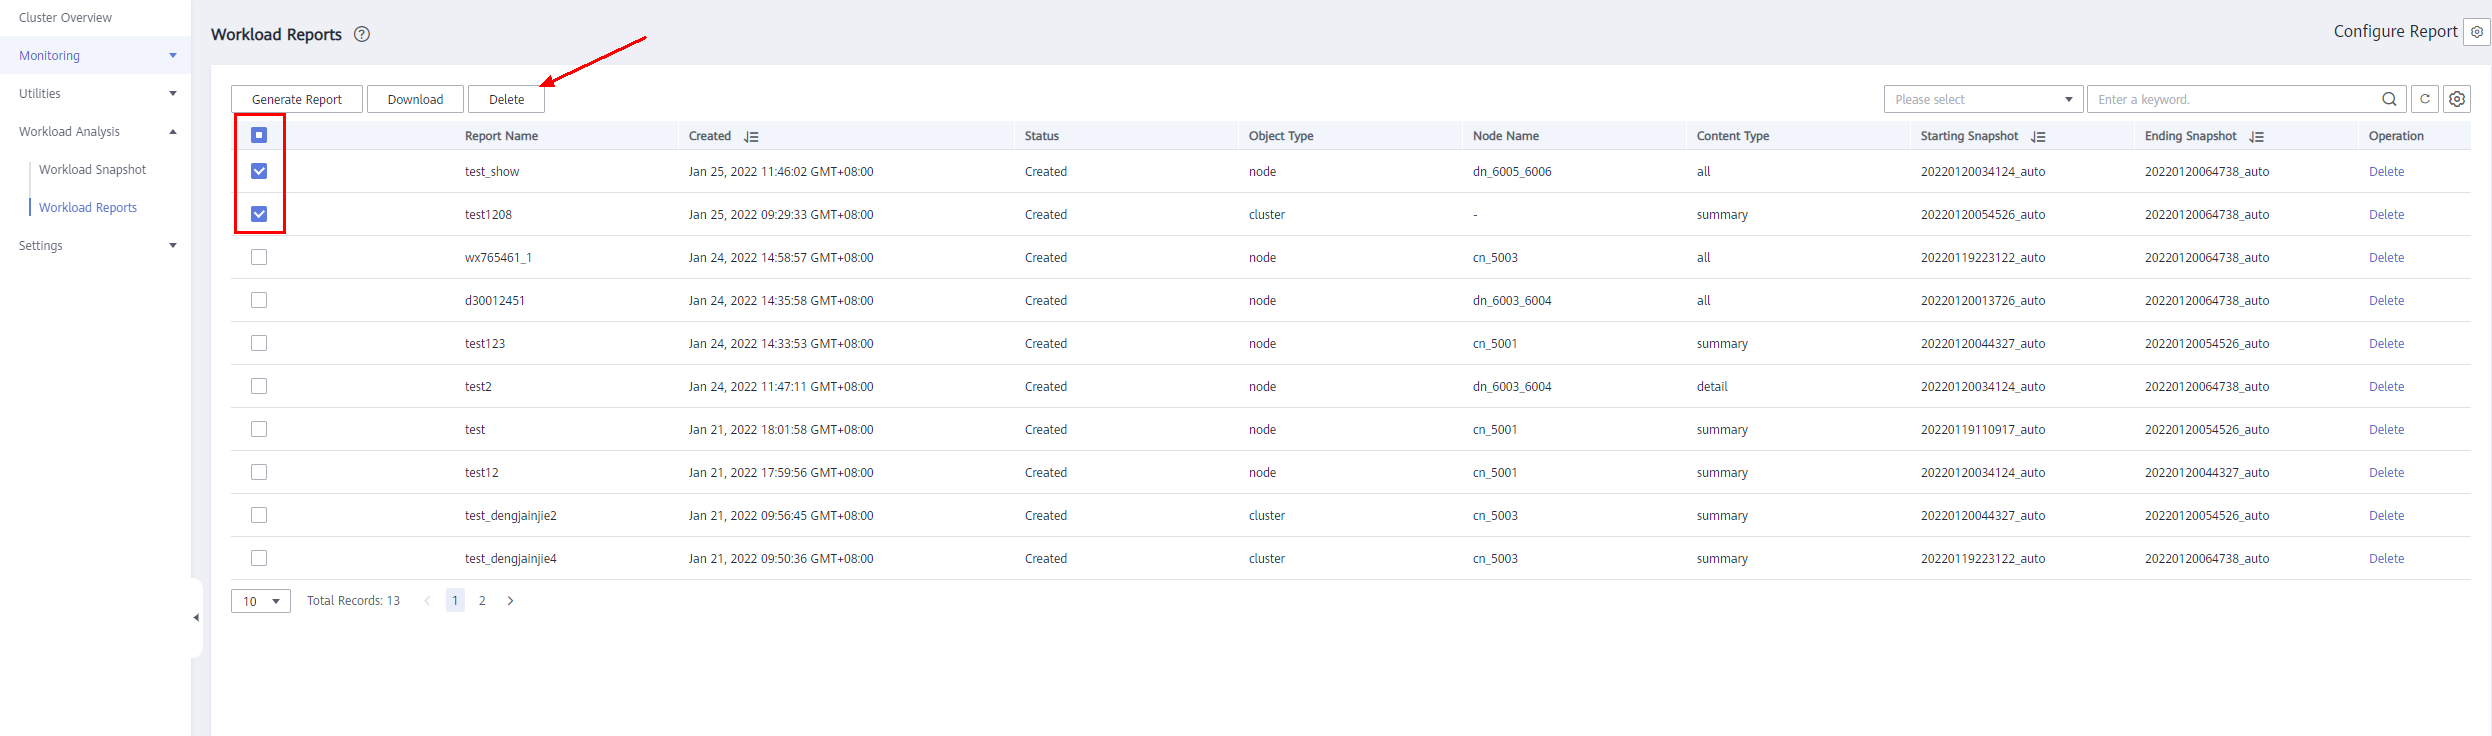 Cluster Overview
Monitoring
Utilities
Workload Analysis
Workload Snapshot
Workload Reports
Settings
Workload Reports ?
Configure Report
Generate Report Download Delete
Please select Enter a keyword.
Report Name Created Status Object Type Node Name Content Type Starting Snapshot Ending Snapshot Operation
test_show Jan 25, 2022 11:46:02 GMT+08:00 Created node dn_6005_6006 all 20220120034124_auto 20220120064738_auto Delete
test1208 Jan 25, 2022 09:29:33 GMT+08:00 Created cluster - summary 20220120054526_auto 20220120064738_auto Delete
wx765461_1 Jan 24, 2022 14:58:57 GMT+08:00 Created node cn_5003 all 20220119223122_auto 20220120064738_auto Delete
d30012451 Jan 24, 2022 14:35:58 GMT+08:00 Created node dn_6003_6004 all 20220120013726_auto 20220120064738_auto Delete
test123 Jan 24, 2022 14:33:53 GMT+08:00 Created node cn_5001 summary 20220120044327_auto 20220120054526_auto Delete
test2 Jan 24, 2022 11:47:11 GMT+08:00 Created node dn_6003_6004 detail 20220120034124_auto 20220120064738_auto Delete
test Jan 21, 2022 18:01:58 GMT+08:00 Created node cn_5001 summary 20220119110917_auto 20220120054526_auto Delete
test12 Jan 21, 2022 17:59:56 GMT+08:00 Created node cn_5001 summary 20220120034124_auto 20220120044327_auto Delete
test_dengjainjie2 Jan 21, 2022 09:56:45 GMT+08:00 Created cluster cn_5003 summary 20220120044327_auto 20220120054526_auto Delete
test_dengjainjie4 Jan 21, 2022 09:50:36 GMT+08:00 Created cluster cn_5003 summary 20220119223122_auto 20220120064738_auto Delete
10 Total Records: 13 < 1 2 >